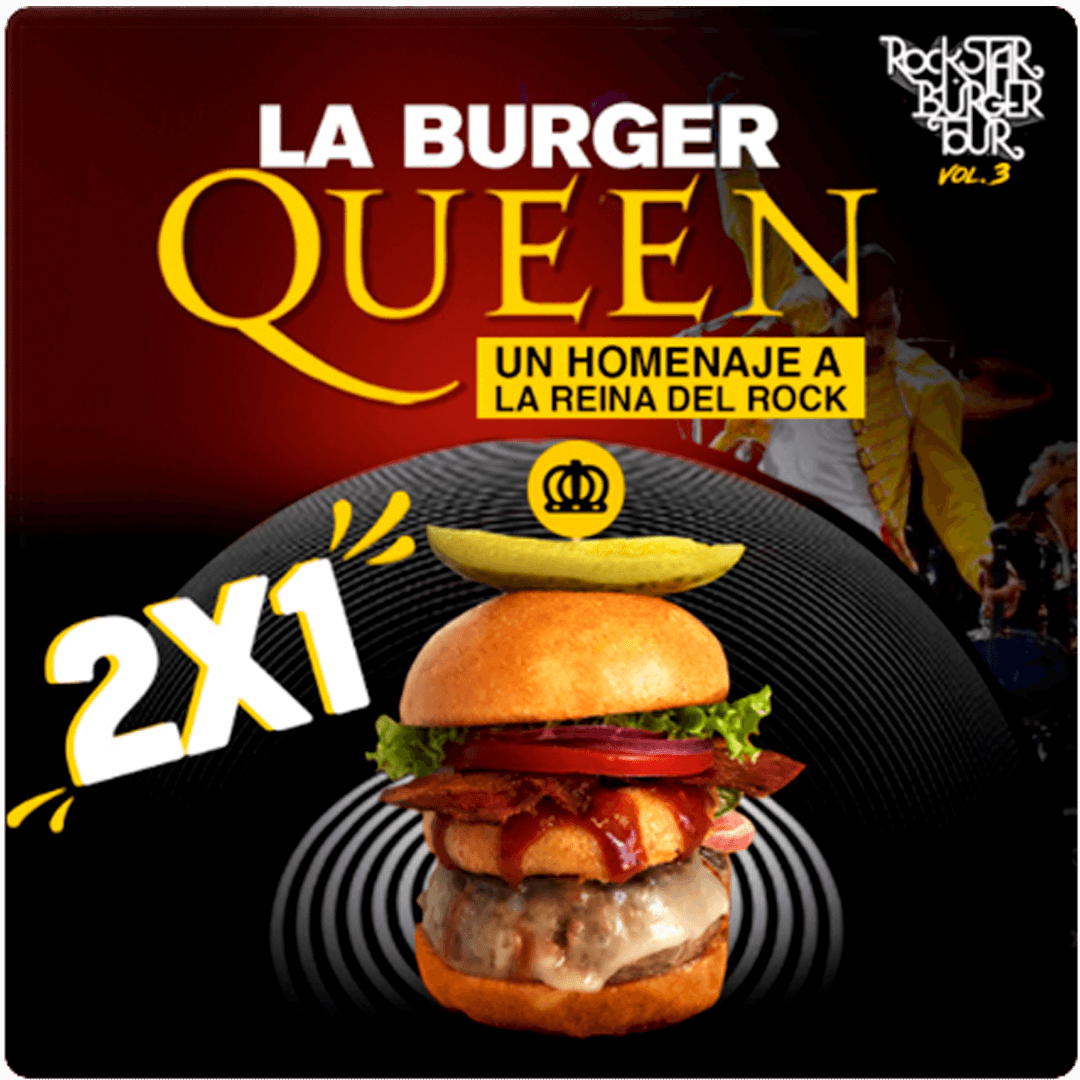 ROCKSTAR
BURGER
TOUR
VOL. 3
LA BURGER
QUEEN
UN HOMENAJE A
LA REINA DEL ROCK
2X1